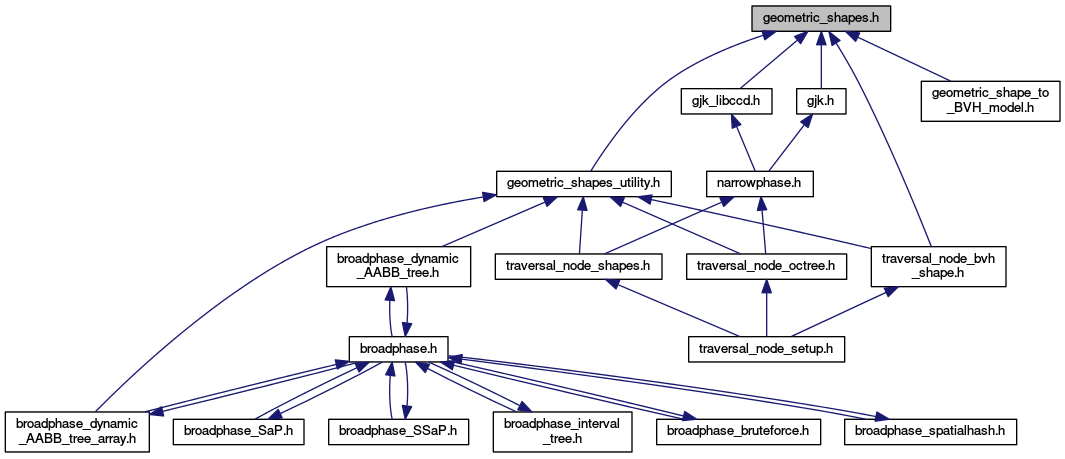 geometric_shapes.h
geometric_shape_to
_BVH_model.h
gjk_libccd.h
gjk.h
geometric_shapes_utility.h
narrowphase.h
broadphase_dynamic
_AABB_tree.h
traversal_node_shapes.h
traversal_node_octree.h
traversal_node_bvh
_shape.h
broadphase.h
traversal_node_setup.h
broadphase_dynamic
_AABB_tree_array.h
broadphase_SaP.h
broadphase_SSaP.h
broadphase_interval
_tree.h
broadphase_bruteforce.h
broadphase_spatialhash.h